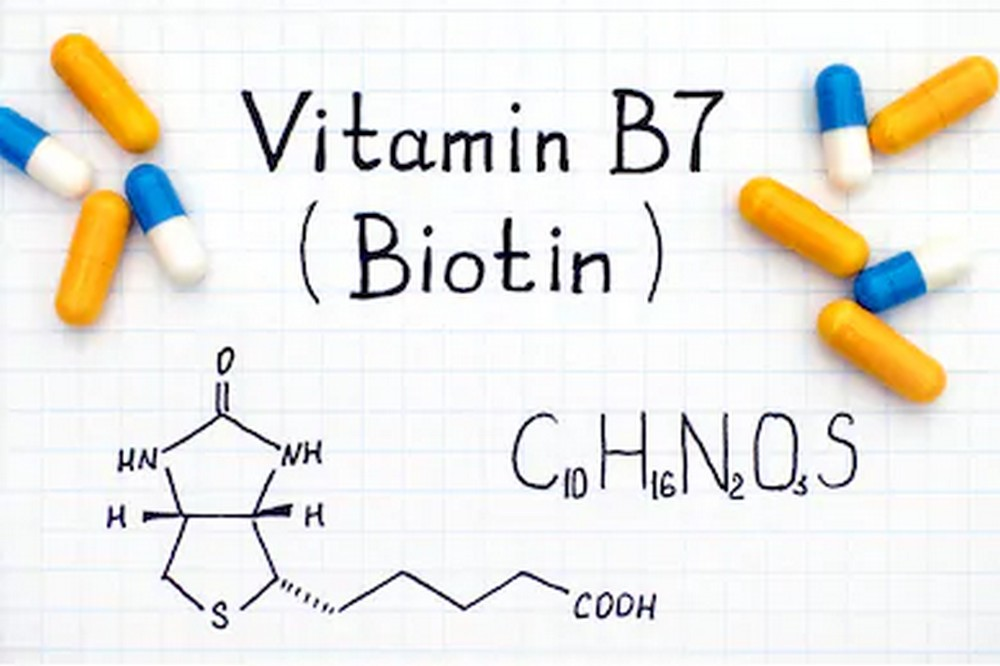 Vitamin B7
(Biotin)
O
HN NH
C₁₀H₁₆N₂O₃S
H H
S COOH